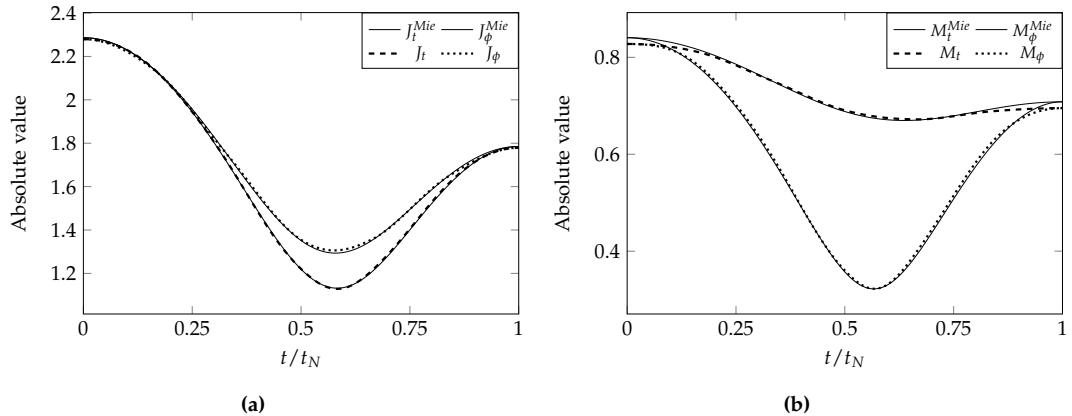 2.4
2.2
2
1.8
1.6
1.4
1.2
0
0.25
0.5
0.75
1
Absolute value
t/t_N
J_t^{Mie} J_ϕ^{Mie}
J_t J_ϕ
(a)
0.8
0.6
0.4
0
0.25
0.5
0.75
1
Absolute value
t/t_N
M_t^{Mie} M_ϕ^{Mie}
M_t M_ϕ
(b)